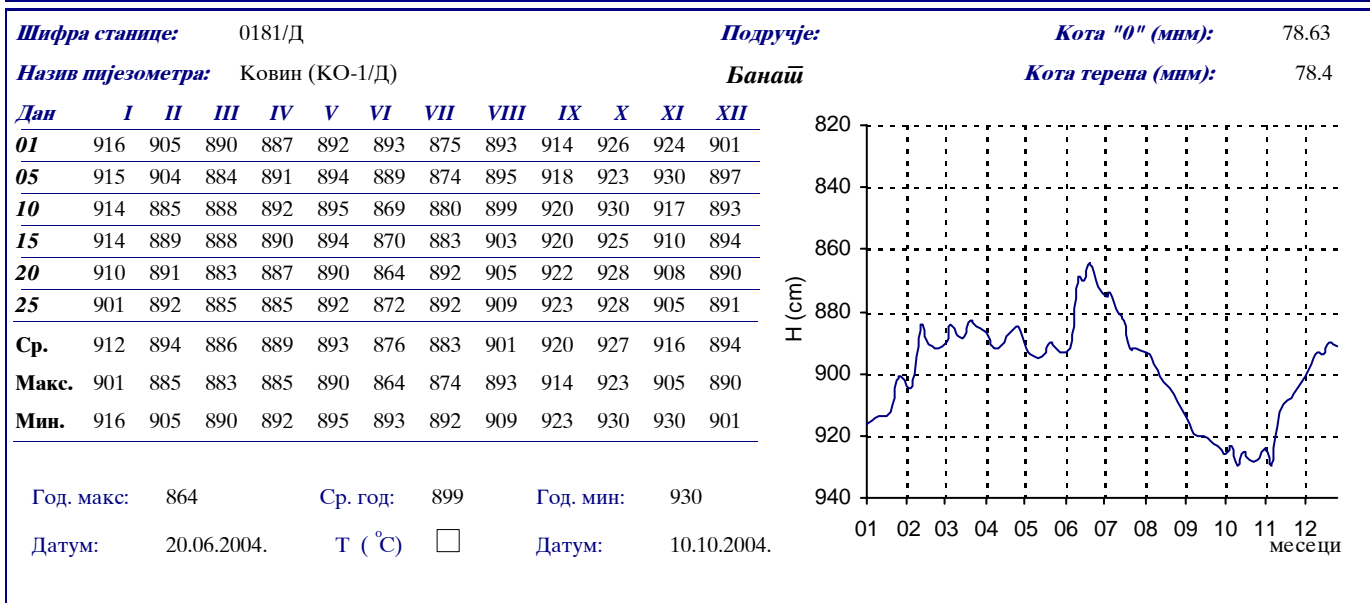 Шифра станице: 0181/Д Подручје: Кота "0" (мнм): 78.63
Назив пијезометра: Ковин (КО-1/Д) Банат Кота терена (мнм): 78.4
Дан I II III IV V VI VII VIII IX X XI XII
01 916 905 890 887 892 893 875 893 914 926 924 901
05 915 904 884 891 894 889 874 895 918 923 930 897
10 914 885 888 892 895 869 880 899 920 930 917 893
15 914 889 888 890 894 870 883 903 920 925 910 894
20 910 891 883 887 890 864 892 905 922 928 908 890
25 901 892 885 885 892 872 892 909 923 928 905 891
Ср. 912 894 886 889 893 876 883 901 920 927 916 894
Макс. 901 885 883 885 890 864 874 893 914 923 905 890
Мин. 916 905 890 892 895 893 892 909 923 930 930 901
Год. макс: 864 Ср. год: 899 Год. мин: 930
Датум: 20.06.2004. Т ( °C) Датум: 10.10.2004.
820
840
860
880
900
920
940
H (cm)
01 02 03 04 05 06 07 08 09 10 11 12
месеци